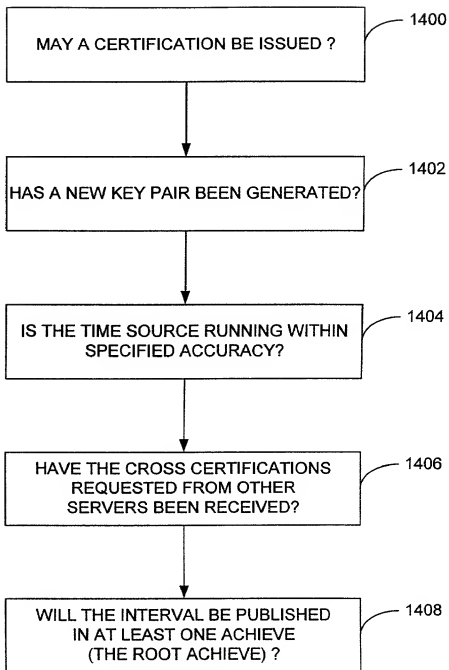 MAY A CERTIFICATION BE ISSUED ?
1400
HAS A NEW KEY PAIR BEEN GENERATED?
1402
IS THE TIME SOURCE RUNNING WITHIN
SPECIFIED ACCURACY?
1404
HAVE THE CROSS CERTIFICATIONS
REQUESTED FROM OTHER
SERVERS BEEN RECEIVED?
1406
WILL THE INTERVAL BE PUBLISHED
IN AT LEAST ONE ACHIEVE
(THE ROOT ACHIEVE) ?
1408